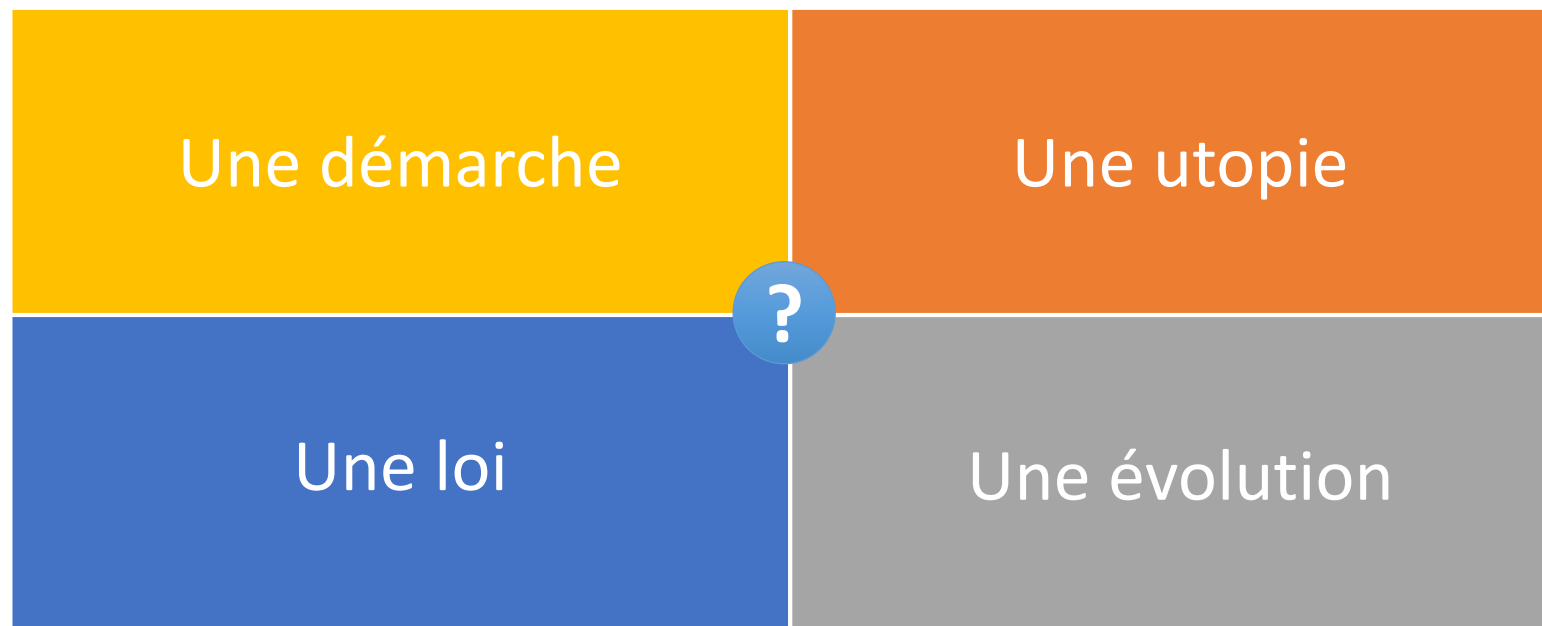 Une démarche
Une utopie
?
Une loi
Une évolution